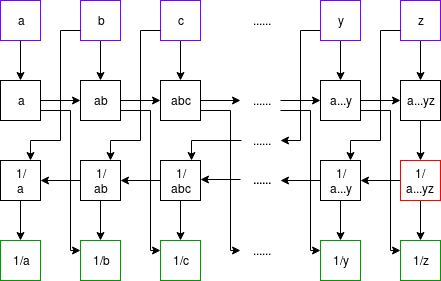 a b c ...... y z
a ab abc ...... a...y a...yz
......
1/ 1/ 1/ ...... 1/ 1/
a ab abc a...y a...yz
1/a 1/b 1/c ...... 1/y 1/z